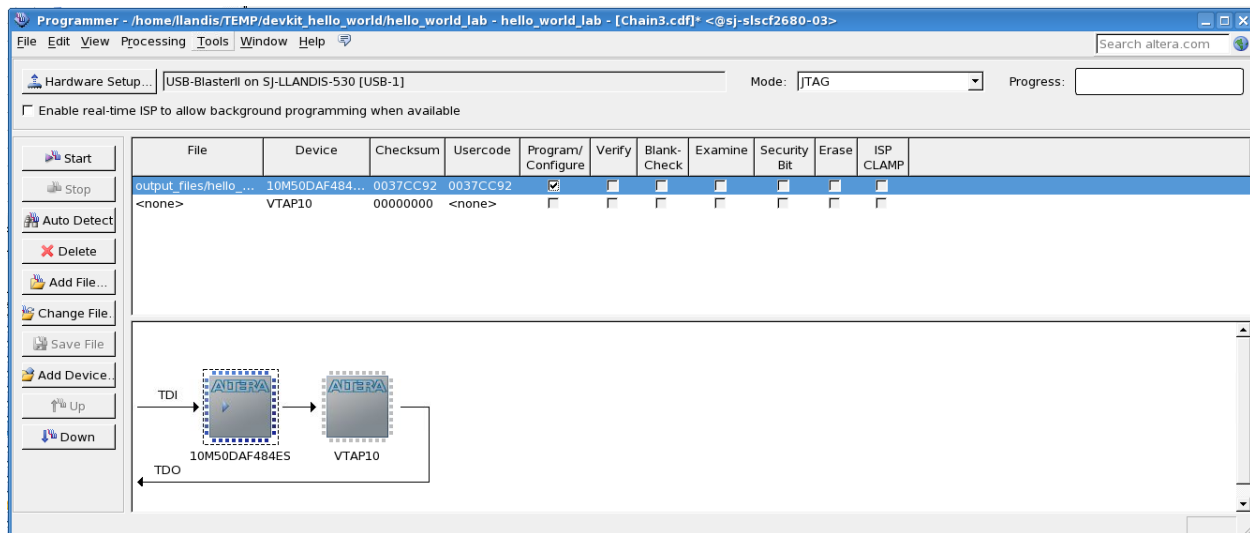 Programmer - /home/llandis/TEMP/devkit_hello_world/hello_world_lab - hello_world_lab - [Chain3.cdf]* <@sj-slscf2680-03>
File Edit View Processing Tools Window Help
Search altera.com
Hardware Setup... USB-BlasterII on SJ-LLANDIS-530 [USB-1] Mode: JTAG Progress:
Enable real-time ISP to allow background programming when available
Start
Stop
Auto Detect
Delete
Add File...
Change File.
Save File
Add Device.
Up
Down
File Device Checksum Usercode Program/ Configure Verify Blank- Check Examine Security Bit Erase ISP CLAMP
output_files/hello_... 10M50DAF484... 0037CC92 0037CC92
<none> VTAP10 00000000 <none>
TDI
ALTERA ALTERA
10M50DAF484ES VTAP10
TDO